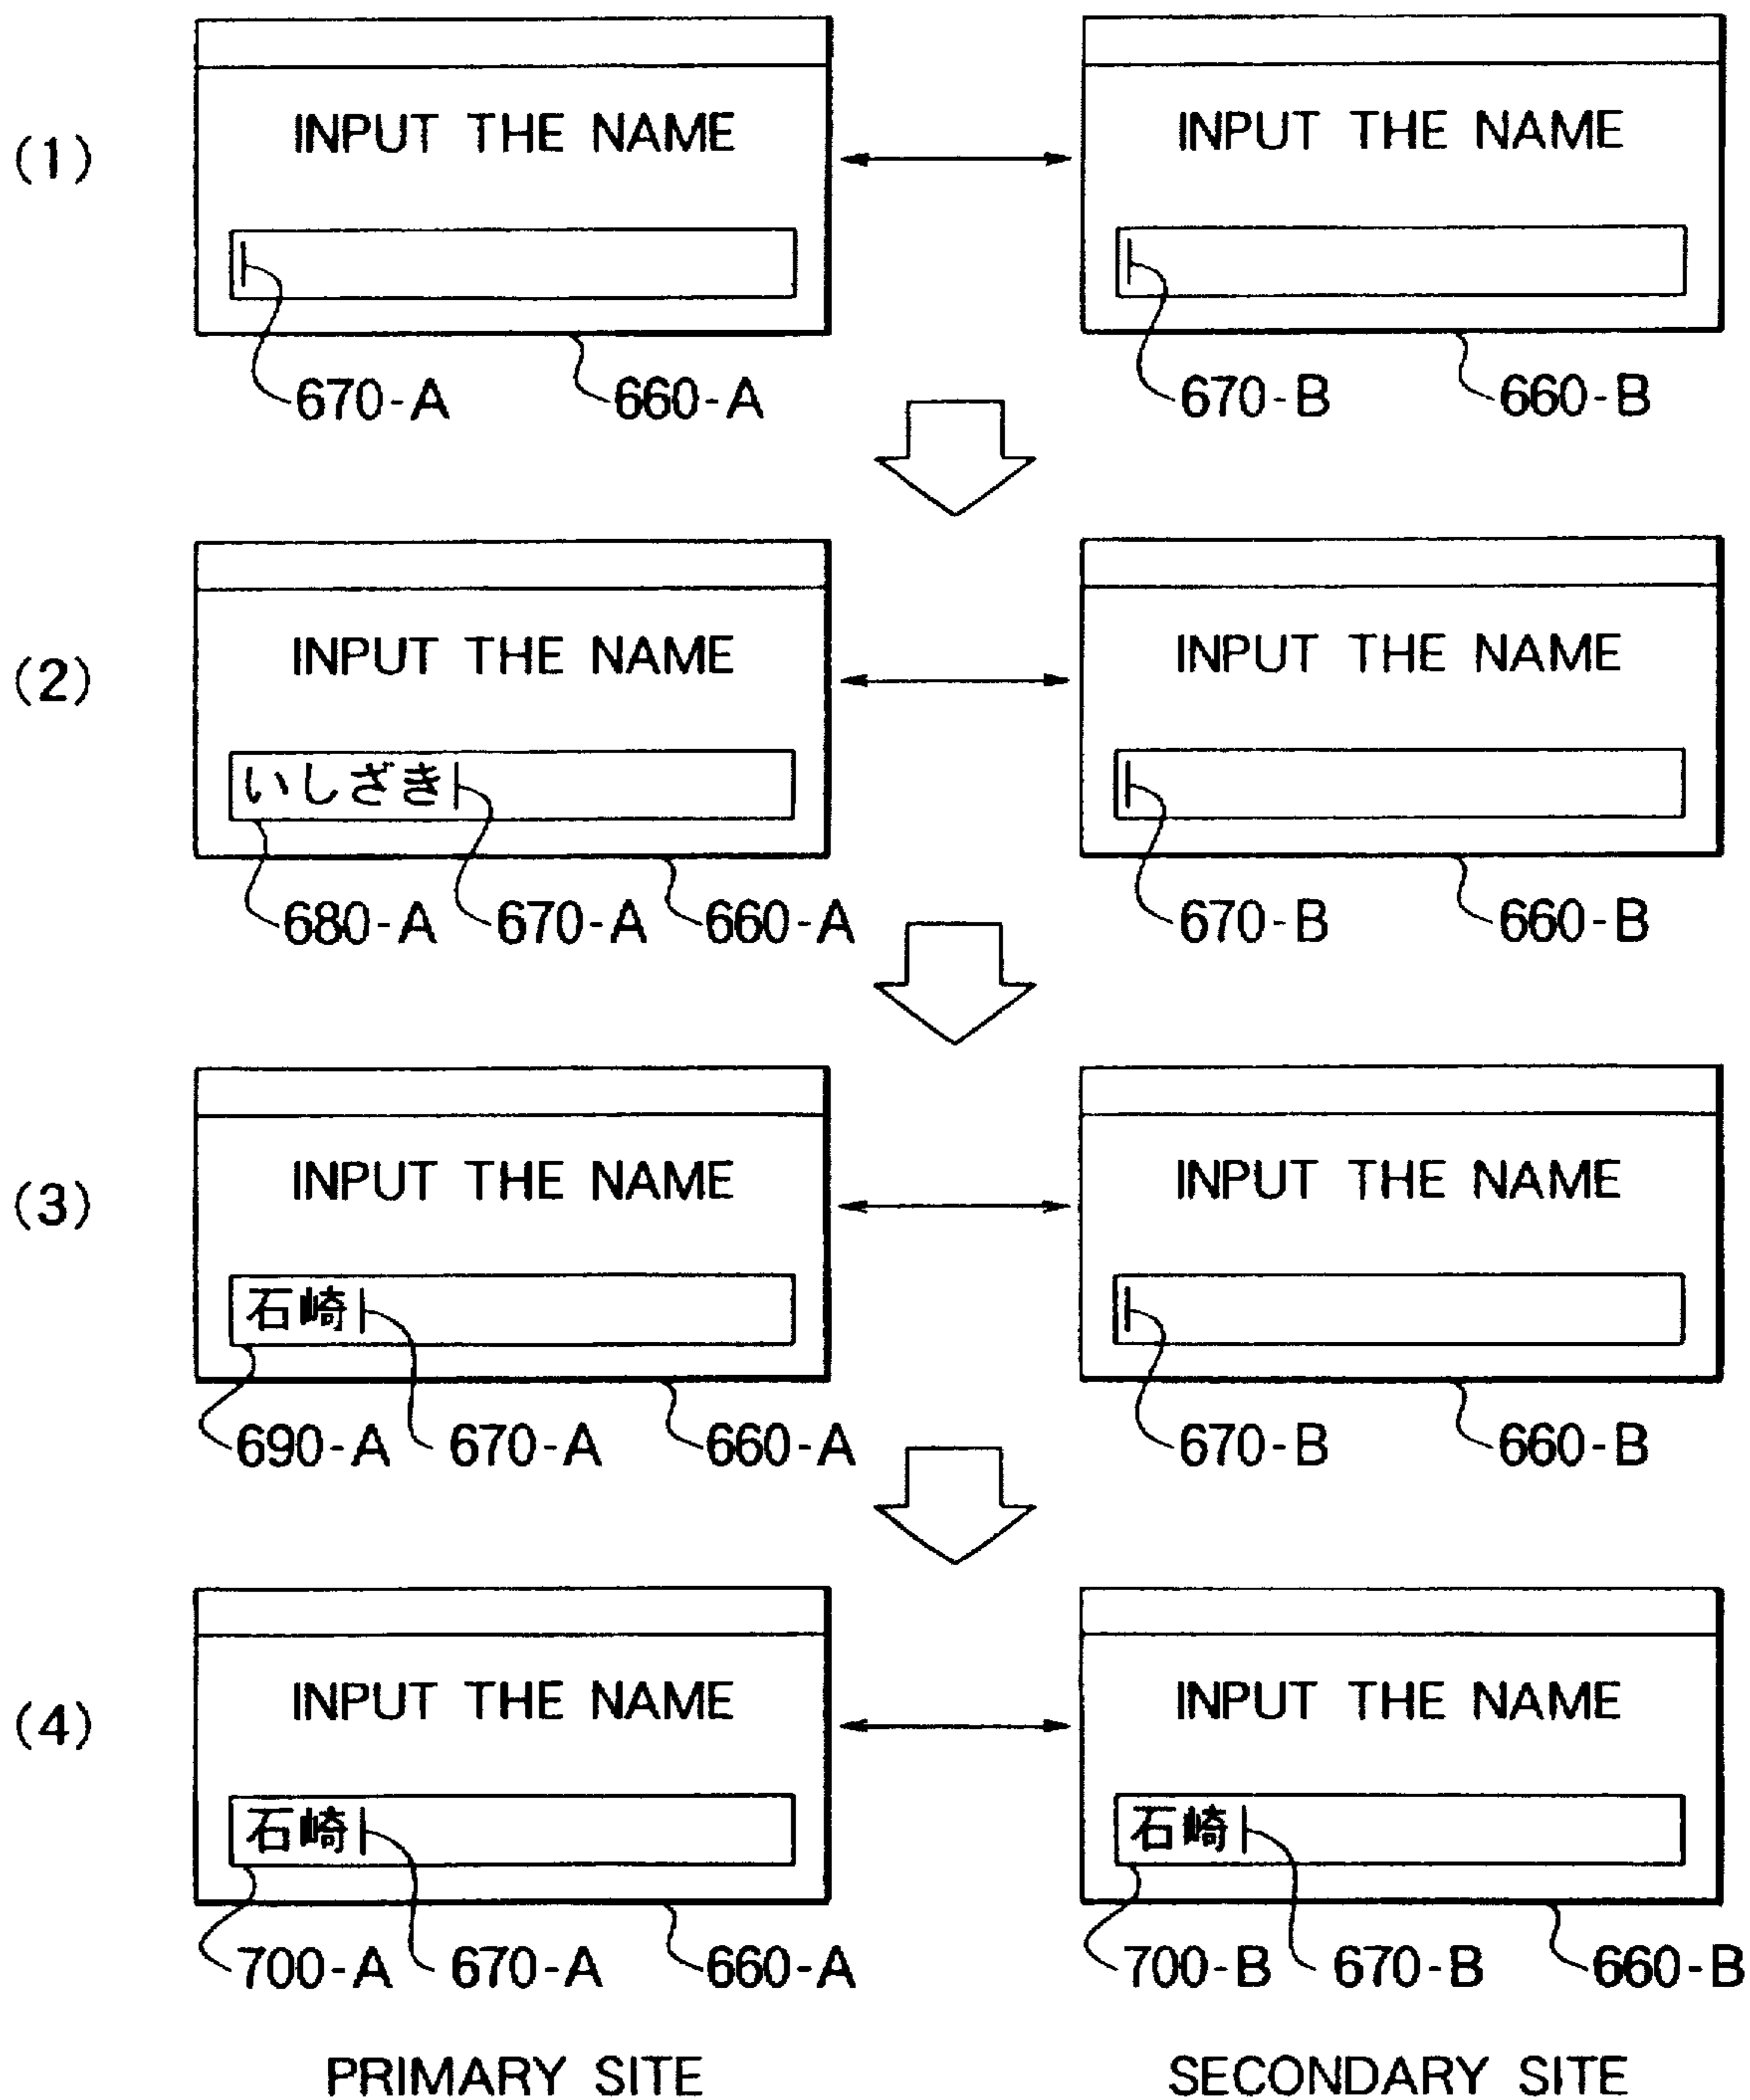 (1)
INPUT THE NAME
INPUT THE NAME
670-A
660-A
670-B
660-B
(2)
INPUT THE NAME
INPUT THE NAME
いしざき
680-A
670-A
660-A
670-B
660-B
(3)
INPUT THE NAME
INPUT THE NAME
石崎
690-A
670-A
660-A
670-B
660-B
(4)
INPUT THE NAME
INPUT THE NAME
石崎
石崎
700-A
670-A
660-A
700-B
670-B
660-B
PRIMARY SITE
SECONDARY SITE